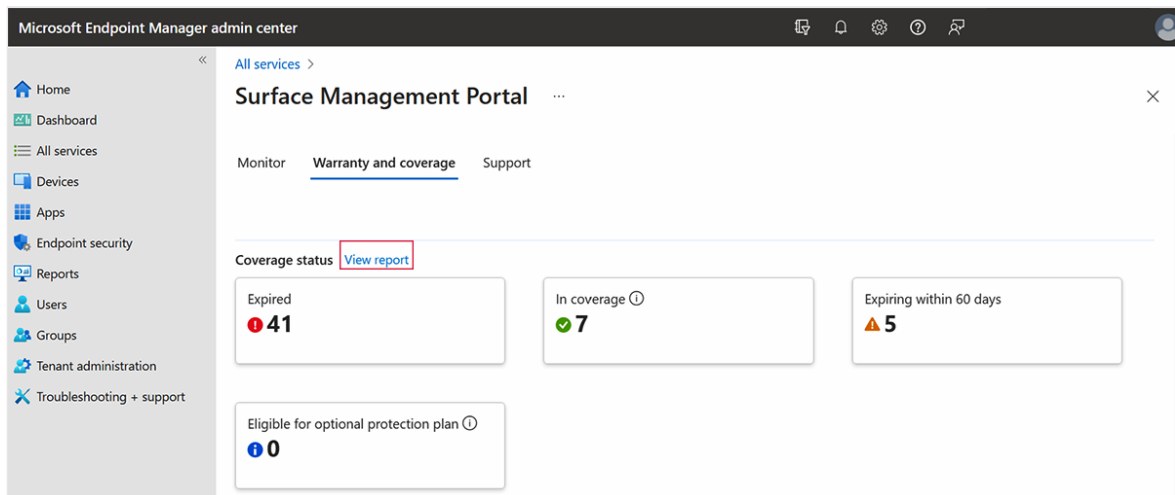 Microsoft Endpoint Manager admin center
All services >
Home
Dashboard
All services
Devices
Apps
Endpoint security
Reports
Users
Groups
Tenant administration
Troubleshooting + support
Surface Management Portal ...
Monitor Warranty and coverage Support
Coverage status View report
Expired
41
In coverage
7
Expiring within 60 days
5
Eligible for optional protection plan
0